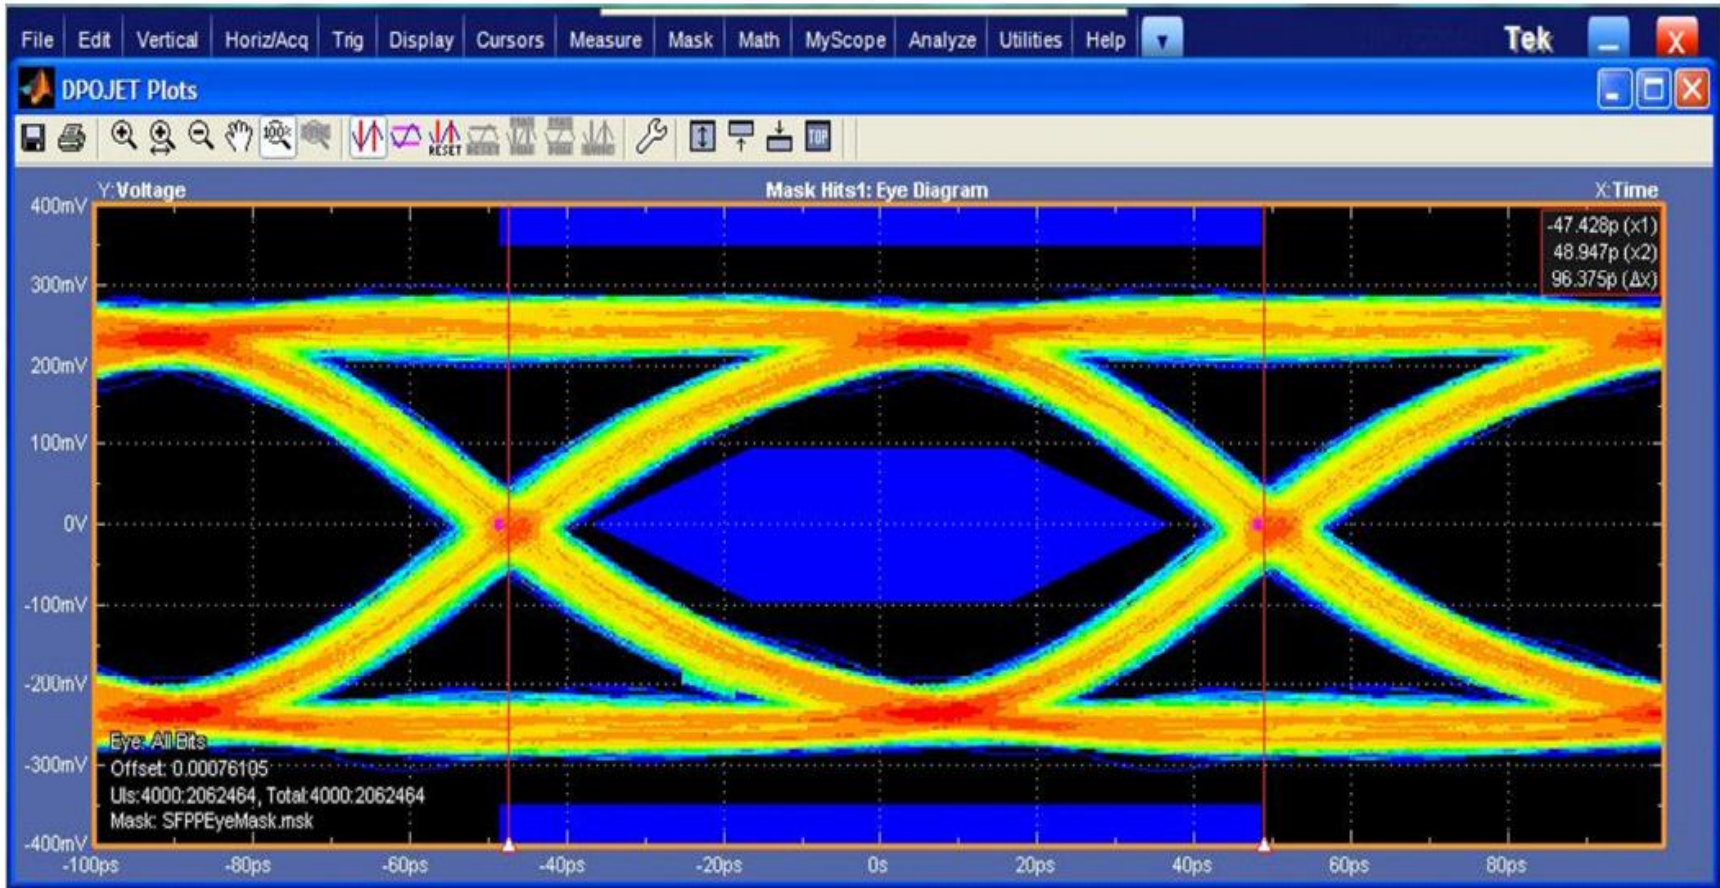 File Edit Vertical Horiz/Acq Trig Display Cursors Measure Mask Math MyScope Analyze Utilities Help Tek
DPOJET Plots
100% RESET TOP
Y:Voltage Mask Hits1: Eye Diagram X:Time
400mV
-47.428p (x1)
48.947p (x2)
96.375p (Δx)
300mV
200mV
100mV
0V
-100mV
-200mV
Eye: All Bits
-300mV
Offset: 0.00076105
UIs:4000:2062464, Total:4000:2062464
Mask: SFPPEyeMask.msk
-400mV
-100ps -80ps -60ps -40ps -20ps 0s 20ps 40ps 60ps 80ps